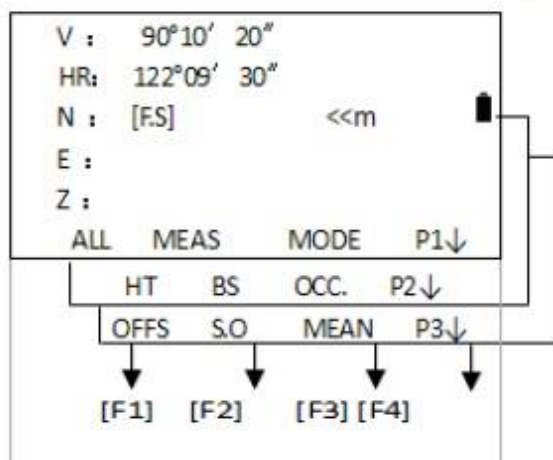 V : 90°10′ 20″
HR: 122°09′ 30″
N : [F.S] <<m
E :
Z :
ALL MEAS MODE P1↓
HT BS OCC. P2↓
OFFS S.O MEAN P3↓
[F1] [F2] [F3] [F4]